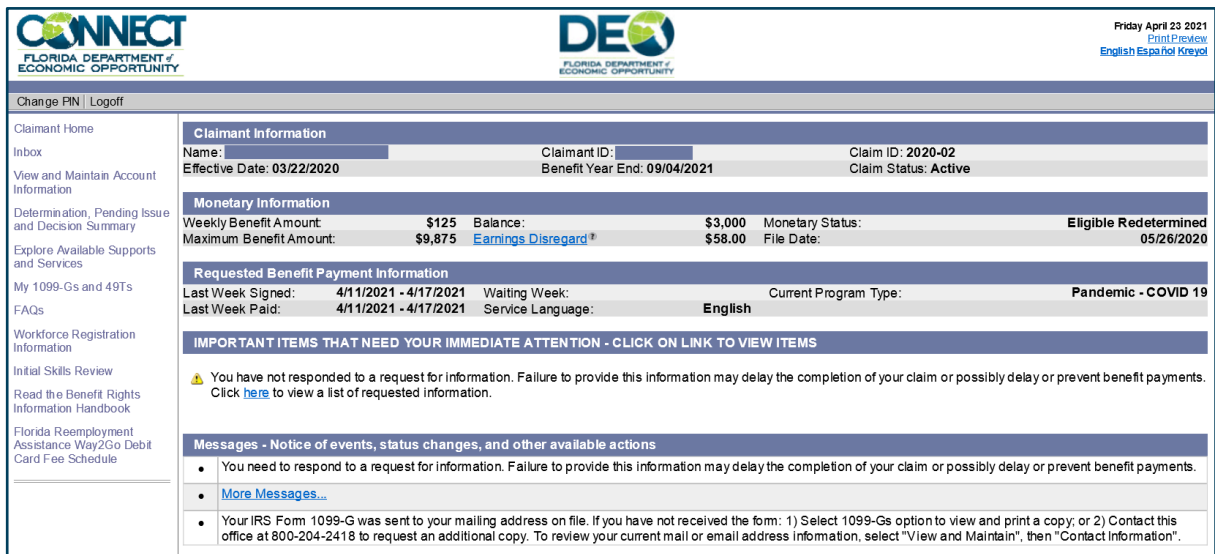 CONNECT
FLORIDA DEPARTMENT of
ECONOMIC OPPORTUNITY
DEO
FLORIDA DEPARTMENT of
ECONOMIC OPPORTUNITY
Friday April 23 2021
Print Preview
English Español Kreyol
Change PIN Logoff
Claimant Home
Inbox
View and Maintain Account
Information
Determination, Pending Issue
and Decision Summary
Explore Available Supports
and Services
My 1099-Gs and 49Ts
FAQs
Workforce Registration
Information
Initial Skills Review
Read the Benefit Rights
Information Handbook
Florida Reemployment
Assistance Way2Go Debit
Card Fee Schedule
Claimant Information
Name: Claimant ID: Claim ID: 2020-02
Effective Date: 03/22/2020 Benefit Year End: 09/04/2021 Claim Status: Active
Monetary Information
Weekly Benefit Amount: $125 Balance: $3,000 Monetary Status: Eligible Redetermined
Maximum Benefit Amount: $9,875 Earnings Disregard ? $58.00 File Date: 05/26/2020
Requested Benefit Payment Information
Last Week Signed: 4/11/2021 - 4/17/2021 Waiting Week: Current Program Type: Pandemic - COVID 19
Last Week Paid: 4/11/2021 - 4/17/2021 Service Language: English
IMPORTANT ITEMS THAT NEED YOUR IMMEDIATE ATTENTION - CLICK ON LINK TO VIEW ITEMS
You have not responded to a request for information. Failure to provide this information may delay the completion of your claim or possibly delay or prevent benefit payments.
Click here to view a list of requested information.
Messages - Notice of events, status changes, and other available actions
• You need to respond to a request for information. Failure to provide this information may delay the completion of your claim or possibly delay or prevent benefit payments.
• More Messages...
• Your IRS Form 1099-G was sent to your mailing address on file. If you have not received the form: 1) Select 1099-Gs option to view and print a copy; or 2) Contact this
office at 800-204-2418 to request an additional copy. To review your current mail or email address information, select "View and Maintain", then "Contact Information".